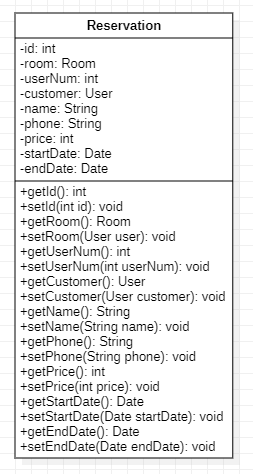 Reservation
-id: int
-room: Room
-userNum: int
-customer: User
-name: String
-phone: String
-price: int
-startDate: Date
-endDate: Date
+getId(): int
+setId(int id): void
+getRoom(): Room
+setRoom(User user): void
+getUserNum(): int
+setUserNum(int userNum): void
+getCustomer(): User
+setCustomer(User customer): void
+getName(): String
+setName(String name): void
+getPhone(): String
+setPhone(String phone): void
+getPrice(): int
+setPrice(int price): void
+getStartDate(): Date
+setStartDate(Date startDate): void
+getEndDate(): Date
+setEndDate(Date endDate): void